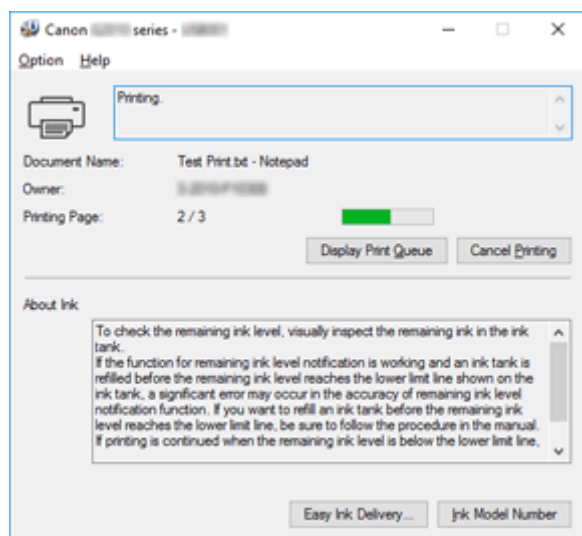 Canon series -
Option Help
Printing.
Document Name: Test Print.txt - Notepad
Owner:
Printing Page: 2 / 3
Display Print Queue Cancel Printing
About Ink
To check the remaining ink level, visually inspect the remaining ink in the ink
tank.
If the function for remaining ink level notification is working and an ink tank is
refilled before the remaining ink level reaches the lower limit line shown on the
ink tank, a significant error may occur in the accuracy of remaining ink level
notification function. If you want to refill an ink tank before the remaining ink
level reaches the lower limit line, be sure to follow the procedure in the manual.
If printing is continued when the remaining ink level is below the lower limit line,
Easy Ink Delivery... Ink Model Number